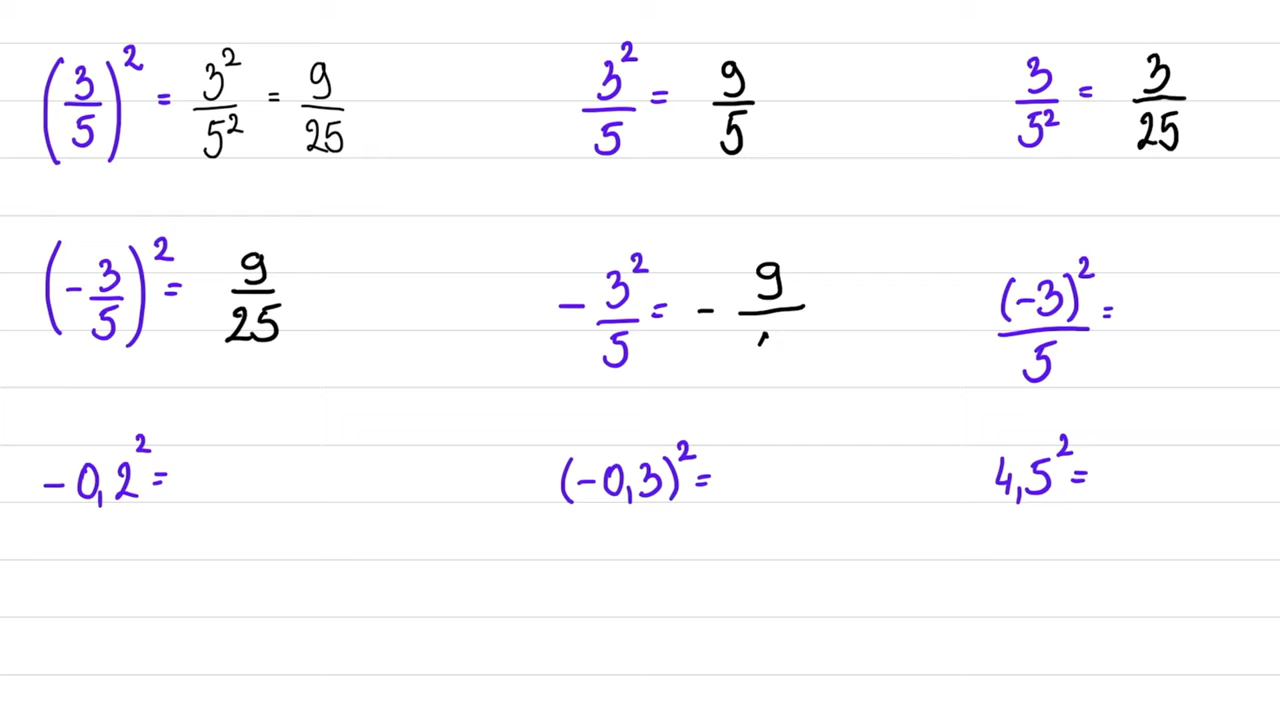 (3/5)² = 3²/5² = 9/25    3²/5 = 9/5    3/5² = 3/25
(-3/5)² = 9/25    -3²/5 = -9/    (-3)²/5 =
-0,2² =    (-0,3)² =    4,5² =